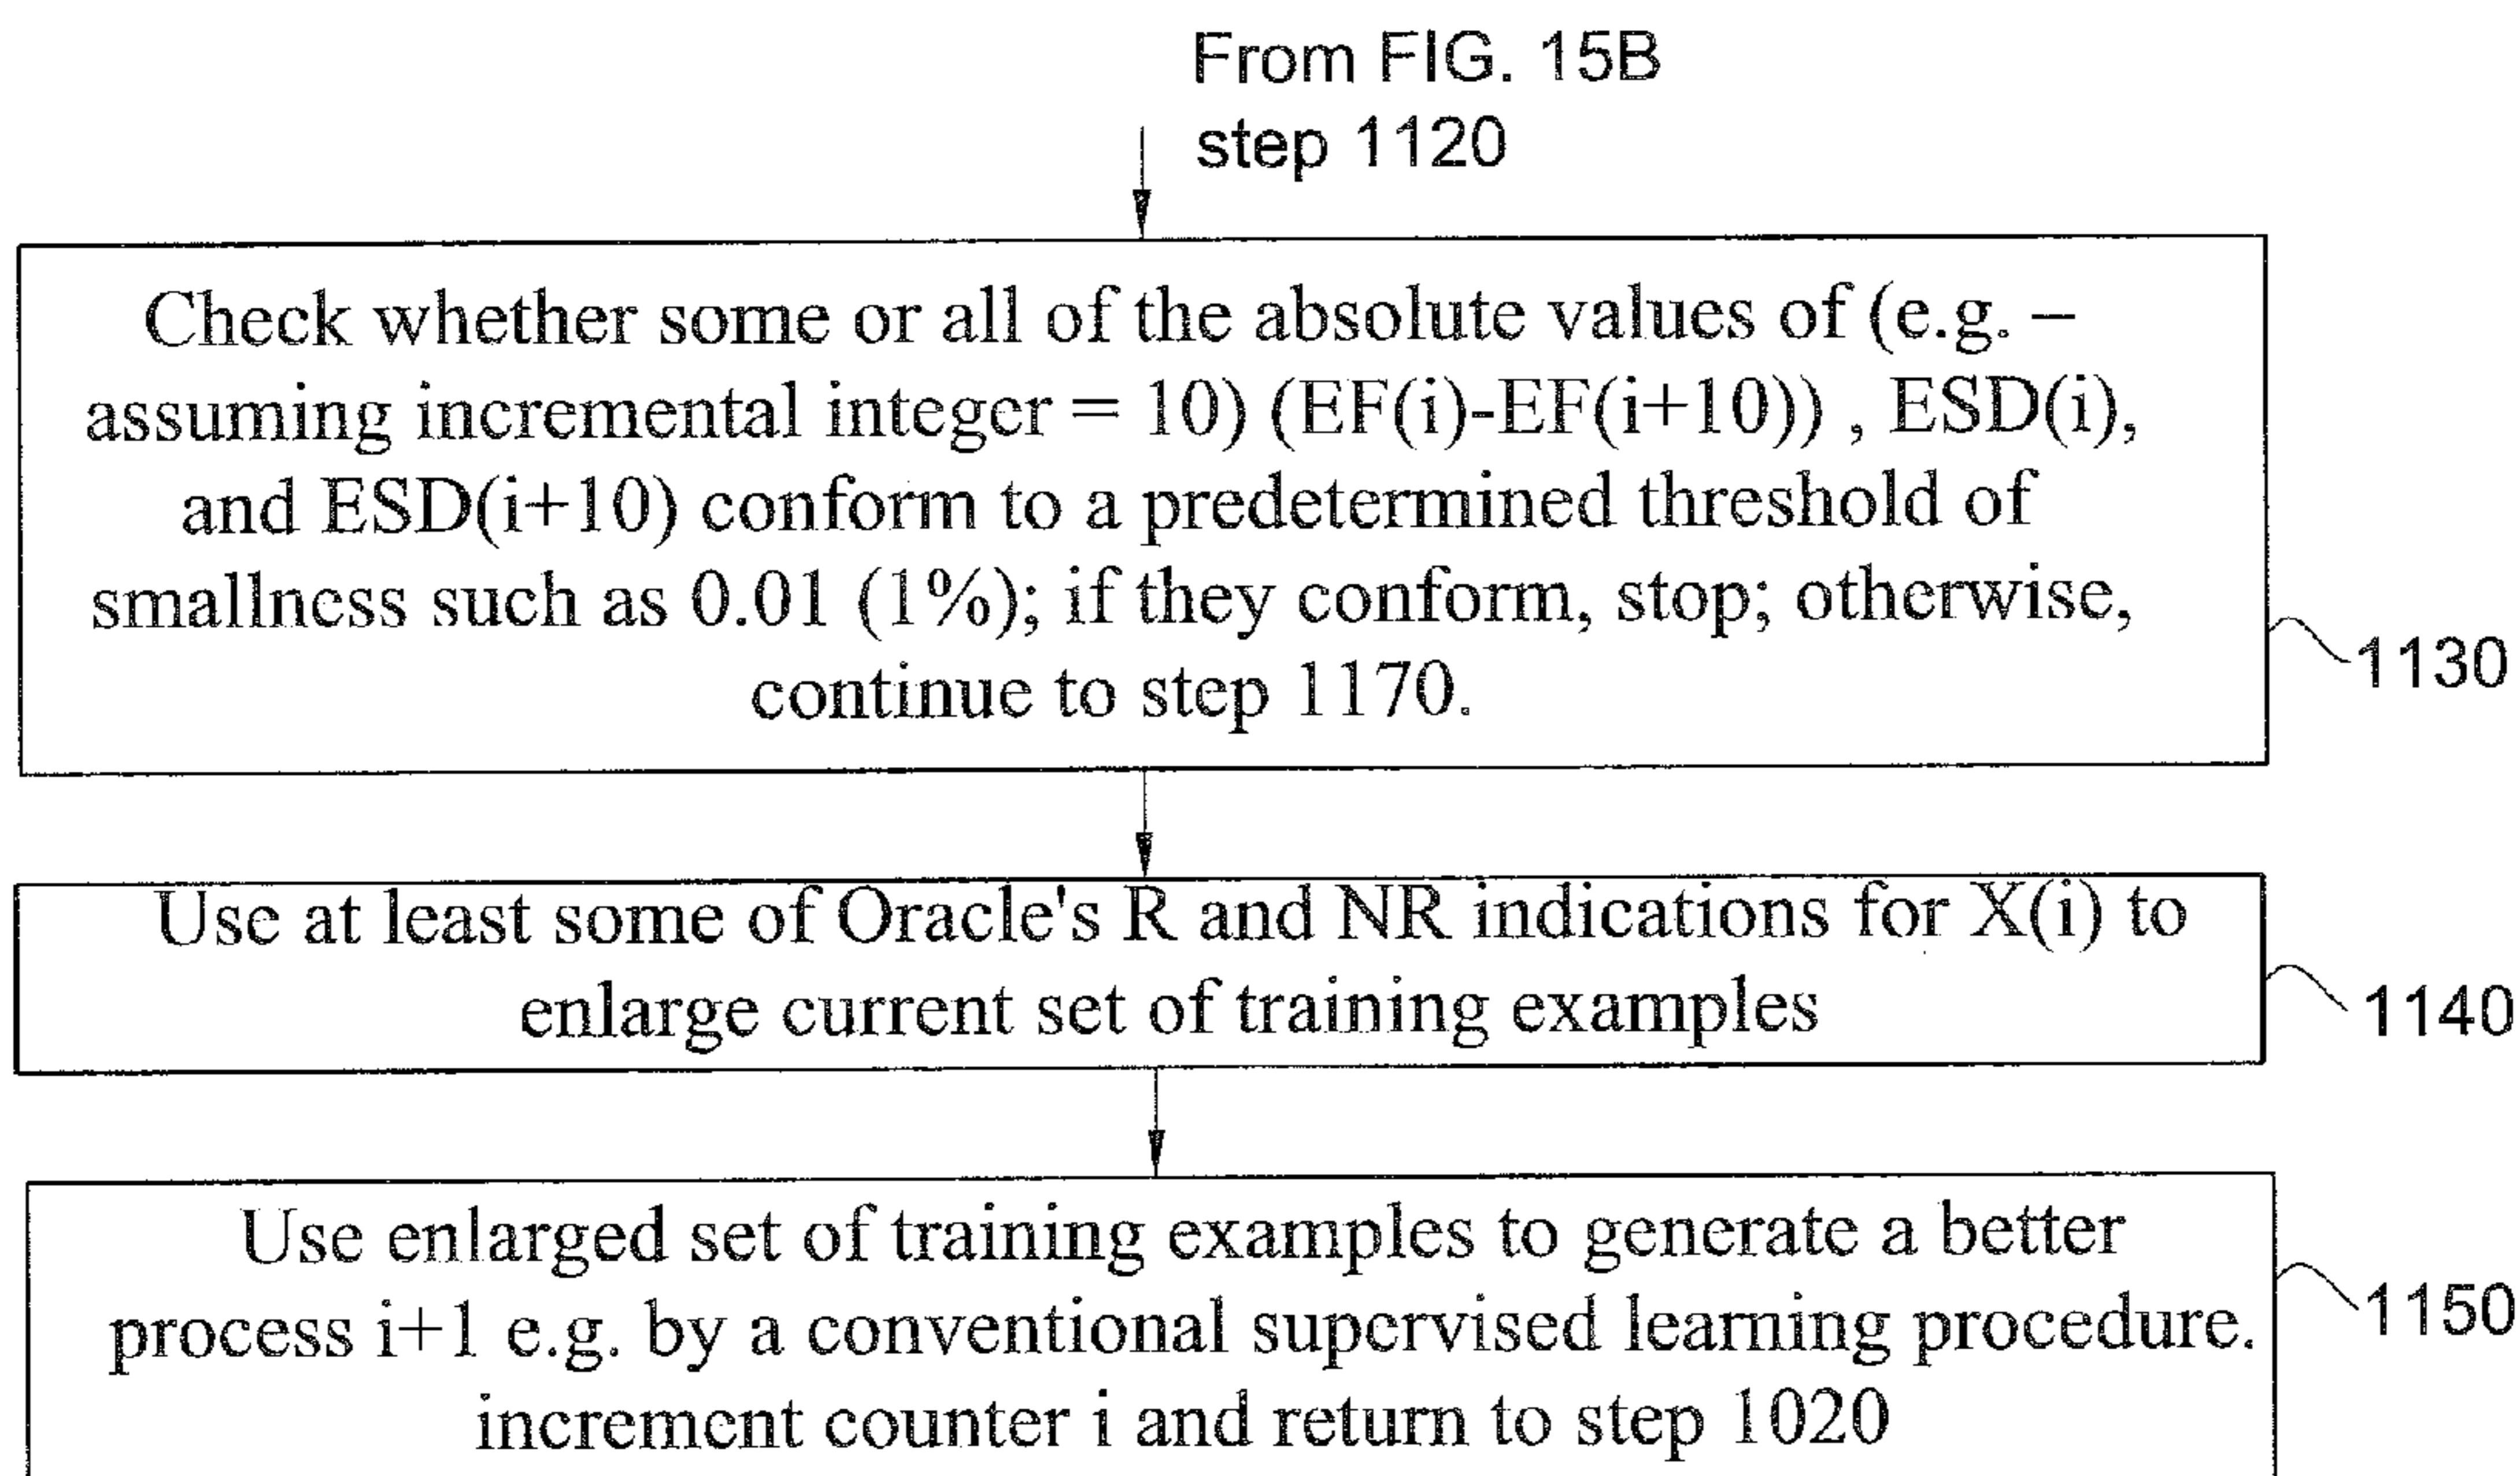 From FIG. 15B
step 1120
Check whether some or all of the absolute values of (e.g. –
assuming incremental integer = 10) (EF(i)-EF(i+10)) , ESD(i),
and ESD(i+10) conform to a predetermined threshold of
smallness such as 0.01 (1%); if they conform, stop; otherwise,
continue to step 1170.
1130
Use at least some of Oracle's R and NR indications for X(i) to
enlarge current set of training examples
1140
Use enlarged set of training examples to generate a better
process i+1 e.g. by a conventional supervised learning procedure.
increment counter i and return to step 1020
1150